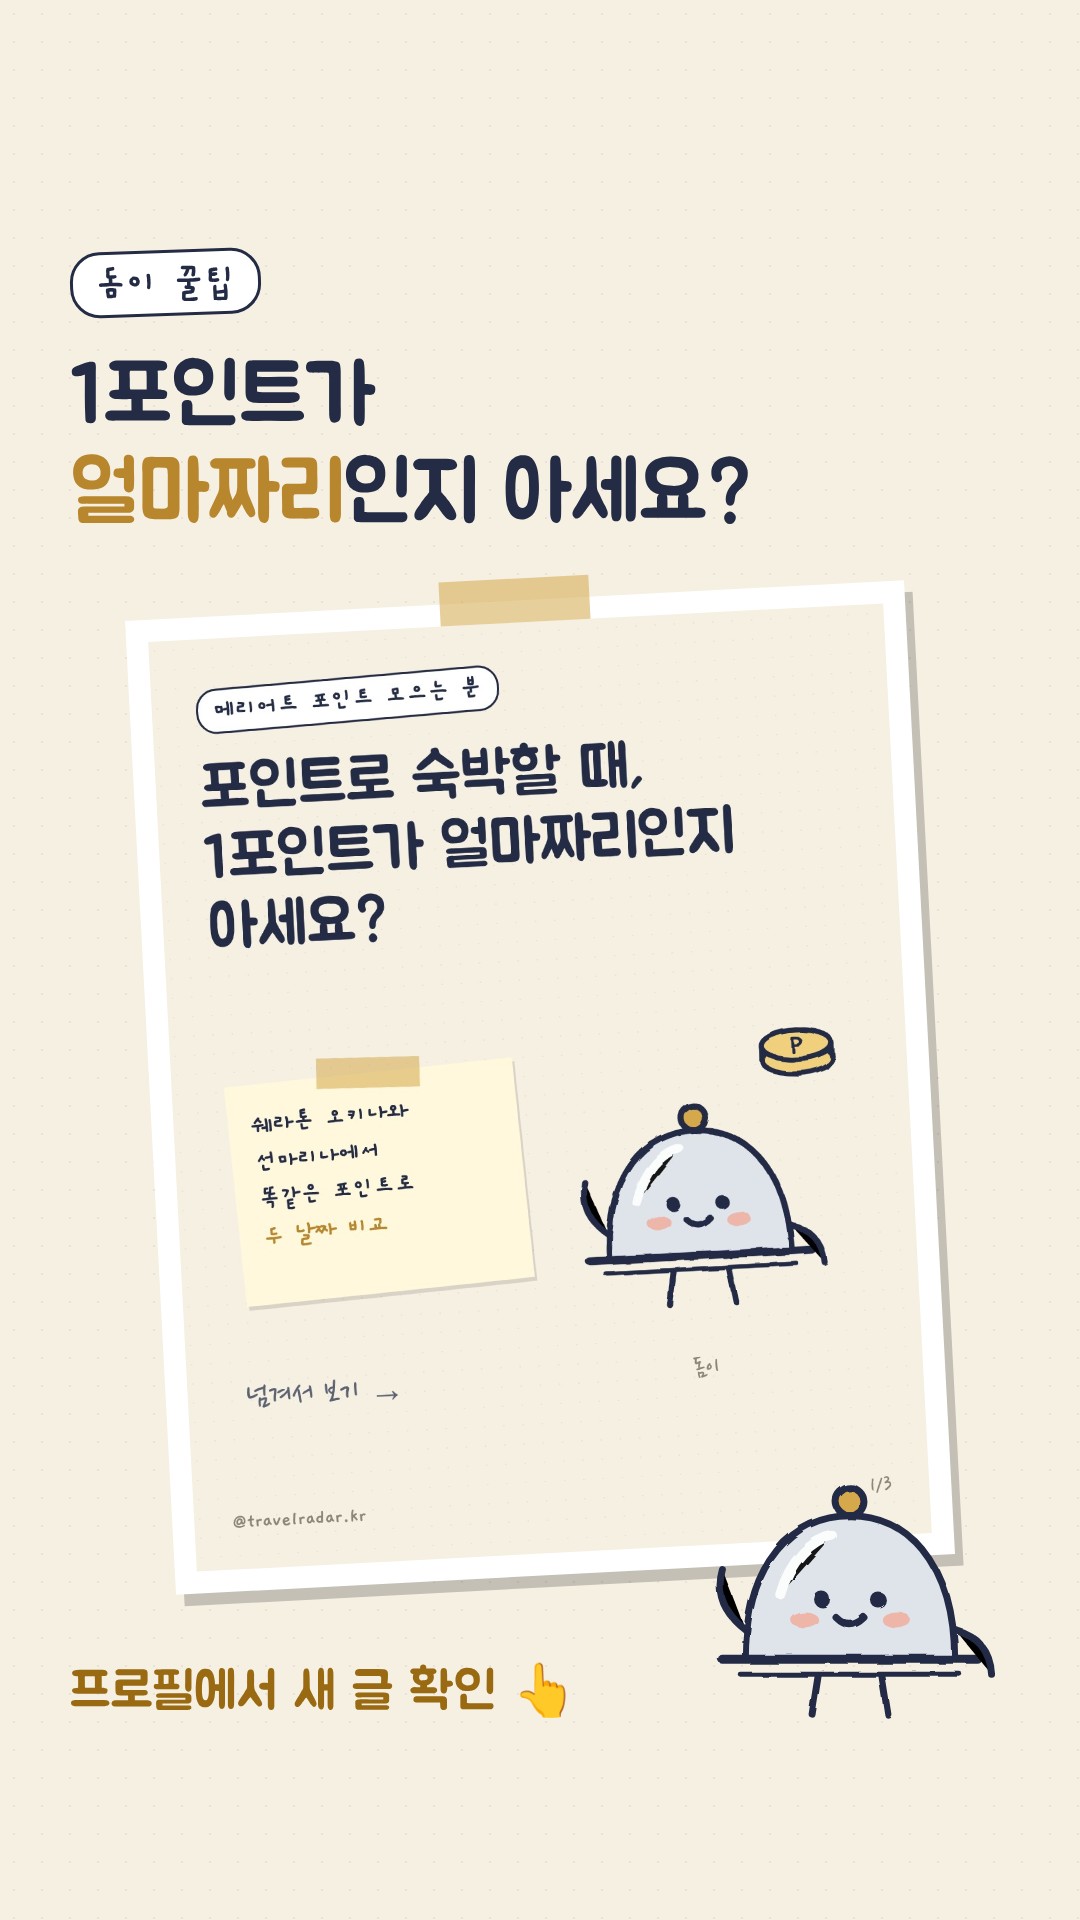 돔이 꿀팁
1포인트가
얼마짜리인지 아세요?
메리어트 포인트 모으는 분
포인트로 숙박할 때,
1포인트가 얼마짜리인지
아세요?
P
쉐라톤 오키나와
선마리나에서
똑같은 포인트로
두 날짜 비교
돔이
넘겨서 보기 →
1/3
@travelradar.kr
프로필에서 새 글 확인 👆